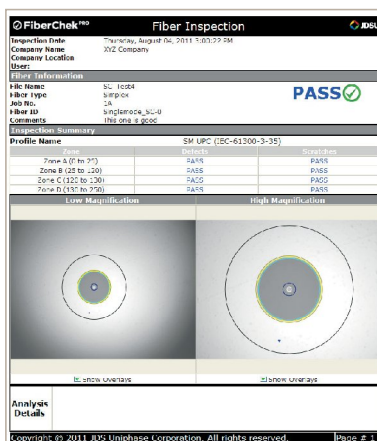 FiberChek PRO Fiber Inspection JDSU
Inspection Date Thursday, August 04, 2011 3:00:22 PM
Company Name XYZ Company
Company Location
User:
Fiber Information
File Name SC Test4
Fiber Type Simplex
Job No. 1A
Fiber ID Singlemode_SC-0
Comments This one is good
PASS
Inspection Summary
Profile Name SM UPC (IEC-61300-3-35)
Zone Defects Scratches
Zone A (0 to 25) PASS PASS
Zone B (25 to 120) PASS PASS
Zone C (120 to 130) PASS PASS
Zone D (130 to 250) PASS PASS
Low Magnification High Magnification
Show Overlays Show Overlays
Analysis
Details
Copyright © 2011 JDS Uniphase Corporation. All rights reserved. Page # 1